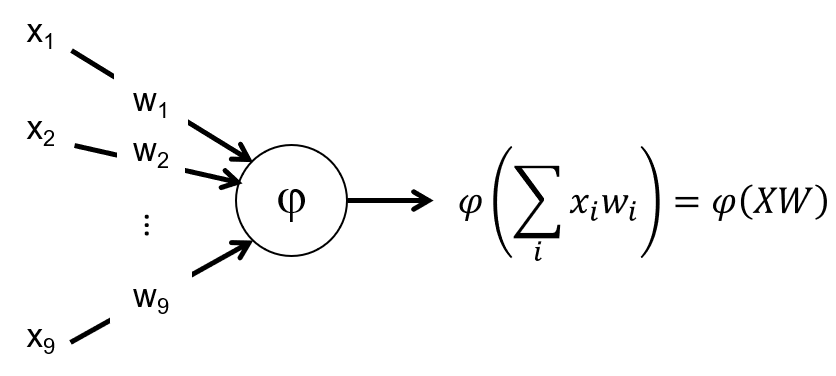 x₁
w₁
x₂
w₂
⋮
φ
φ(∑ᵢ xᵢwᵢ) = φ(XW)
w₉
x₉